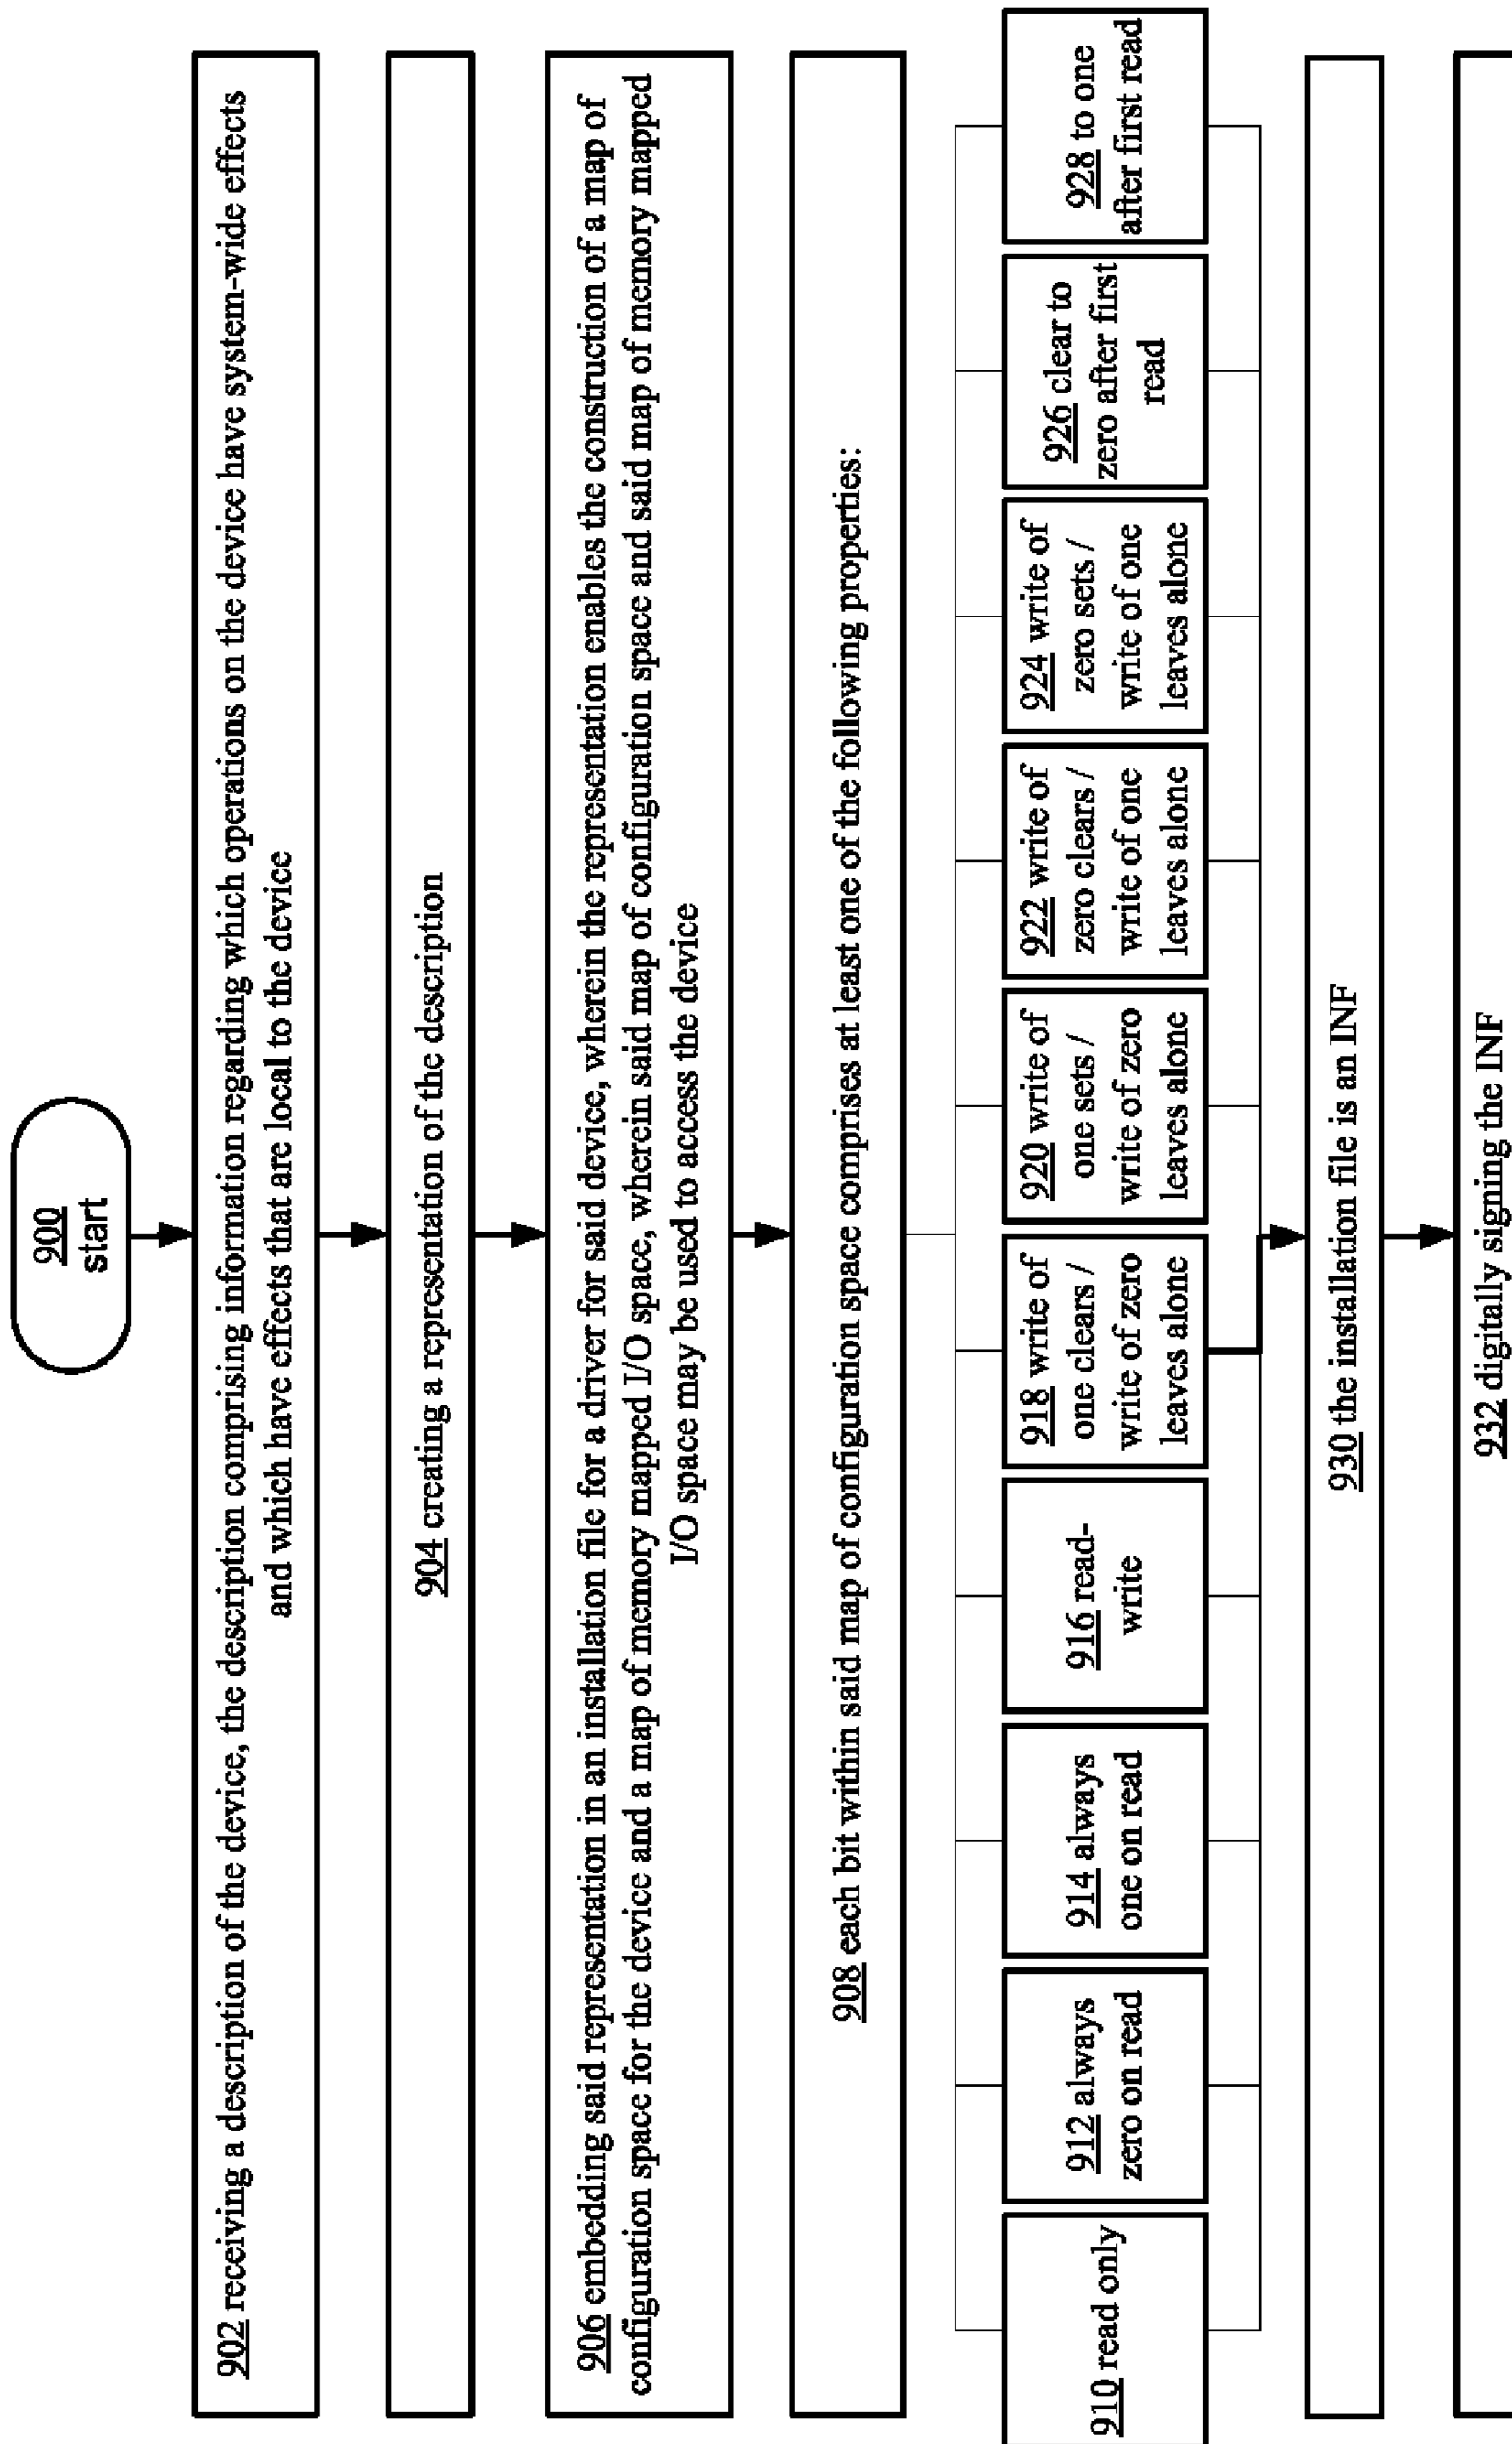 900
start
902 receiving a description of the device, the description comprising information regarding which operations on the device have system-wide effects
and which have effects that are local to the device
904 creating a representation of the description
906 embedding said representation in an installation file for a driver for said device, wherein the representation enables the construction of a map of
configuration space for the device and a map of memory mapped I/O space, wherein said map of configuration space and said map of memory mapped
I/O space may be used to access the device
908 each bit within said map of configuration space comprises at least one of the following properties:
910 read only
912 always
zero on read
914 always
one on read
916 read-
write
918 write of
one clears /
write of zero
leaves alone
920 write of
one sets /
write of zero
leaves alone
922 write of
zero clears /
write of one
leaves alone
924 write of
zero sets /
write of one
leaves alone
926 clear to
zero after first
read
928 to one
after first read
930 the installation file is an INF
932 digitally signing the INF